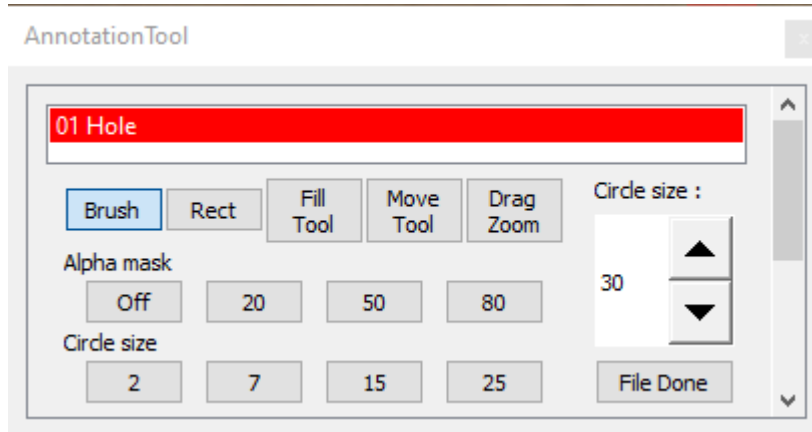 AnnotationTool
01 Hole
Brush Rect Fill Tool Move Tool Drag Zoom
Circle size :
30
Alpha mask
Off 20 50 80
Circle size
2 7 15 25
File Done